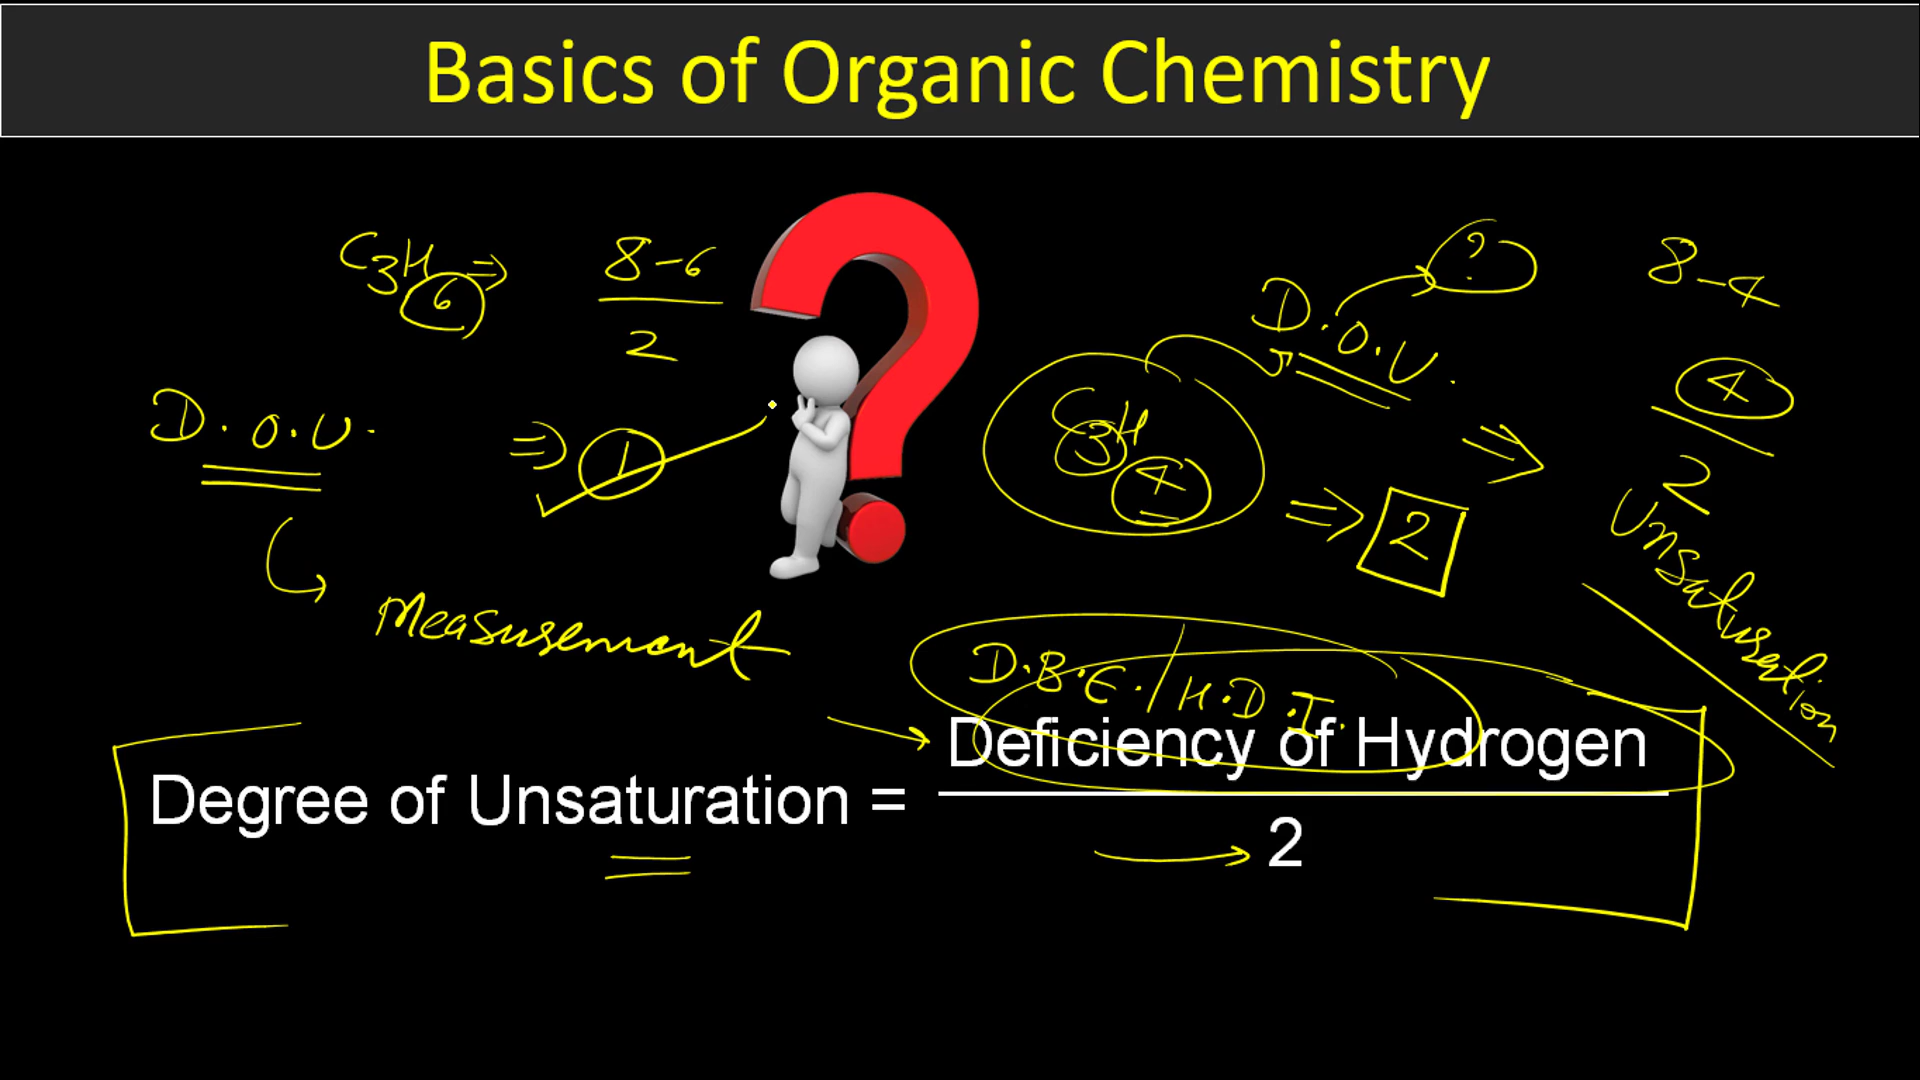 Basics of Organic Chemistry
C3H6 ⇒ 8-6
2
D.O.U. ⇒ 1
Measurement
D.O.U. ?
C3H4 ⇒ 2
⇒ 8-4
4
2
Unsaturation
D.B.E./H.D.I.
Degree of Unsaturation = Deficiency of Hydrogen
2